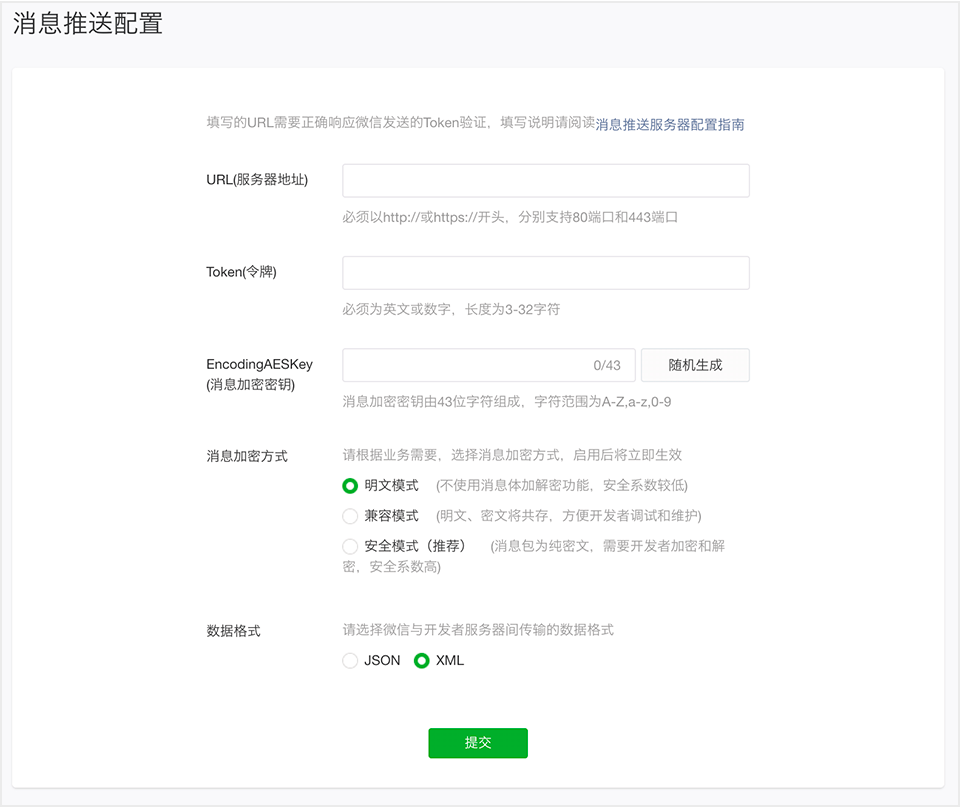 消息推送配置
填写的URL需要正确响应微信发送的Token验证，填写说明请阅读消息推送服务器配置指南
URL(服务器地址)
必须以http://或https://开头，分别支持80端口和443端口
Token(令牌)
必须为英文或数字，长度为3-32字符
EncodingAESKey
(消息加密密钥)
0/43
随机生成
消息加密密钥由43位字符组成，字符范围为A-Z,a-z,0-9
消息加密方式
请根据业务需要，选择消息加密方式，启用后将立即生效
明文模式 (不使用消息体加解密功能，安全系数较低)
兼容模式 (明文、密文将共存，方便开发者调试和维护)
安全模式（推荐） (消息包为纯密文，需要开发者加密和解
密，安全系数高)
数据格式
请选择微信与开发者服务器间传输的数据格式
JSON XML
提交